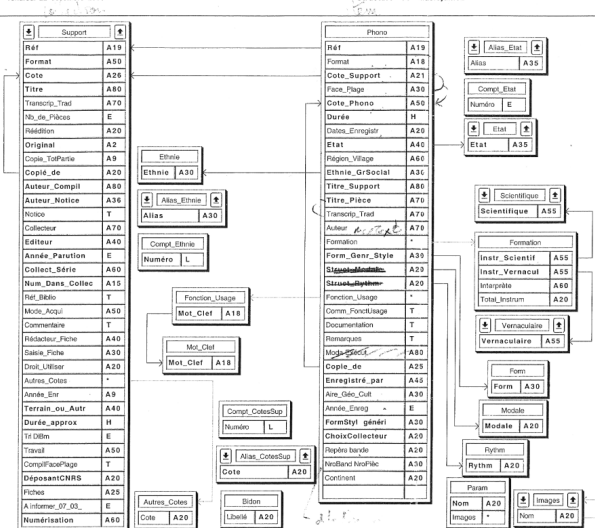 Support
Réf A19
Format A50
Cote A26
Titre A80
Transcrip_Trad A70
Nb_de_Pièces E
Réédition A20
Original A2
Copie_TotPartie A9
Copié_de A20
Auteur_Compil A80
Auteur_Notice A36
Notice T
Collecteur A70
Editeur A40
Année_Parution E
Collect_Série A60
Num_Dans_Collec A15
Réf_Biblio T
Mode_Acqui A50
Commentaire T
Rédacteur_Fiche A40
Saisie_Fiche A30
Droit_Utiliser A20
Autres_Cotes *
Année_Enr A9
Terrain_ou_Autr A40
Durée_approx H
Tri DiBm E
Travail A50
CompilFacePlage T
DéposantCNRS A20
Fiches A25
A informer_07_03_ E
Numérisation A60
Ethnie
Ethnie A30
Alias_Ethnie
Alias A30
Compt_Ethnie
Numéro L
Fonction_Usage
Mot_Clef A18
Mot_Clef
Mot_Clef A18
Compt_CotesSup
Numéro L
Alias_CotesSup
Cote A20
Autres_Cotes
Cote A20
Bidon
Libellé A20
Phono
Réf A19
Format A18
Cote_Support A21
Face_Plage A30
Cote_Phono A50
Durée H
Dates_Enregistr A20
Etat A40
Région_Village A60
Ethnie_GrSocial A30
Titre_Support A80
Titre_Pièce A70
Transcrip_Trad A70
Auteur A70
Formation *
Form_Genr_Style A30
Struct_Modale A20
Struct_Rythm A20
Fonction_Usage *
Comm_FonctUsage T
Documentation T
Remarques T
Mode_Execut A80
Copie_de A25
Enregistré_par A45
Aire_Géo_Cult A30
Année_Enreg E
FormStyl généri A30
ChoixCollecteur A20
Repère bande A20
NroBand NroPièc A30
Continent A20
Alias_Etat
Alias A35
Compt_Etat
Numéro E
Etat
Etat A35
Scientifique
Scientifique A55
Formation
Instr_Scientif A55
Instr_Vernacul A55
Interprète A60
Total_Instrum A20
Vernaculaire
Vernaculaire A55
Form
Form A30
Modale
Modale A20
Rythm
Rythm A20
Param
Nom A20
Images *
Images
Nom A20